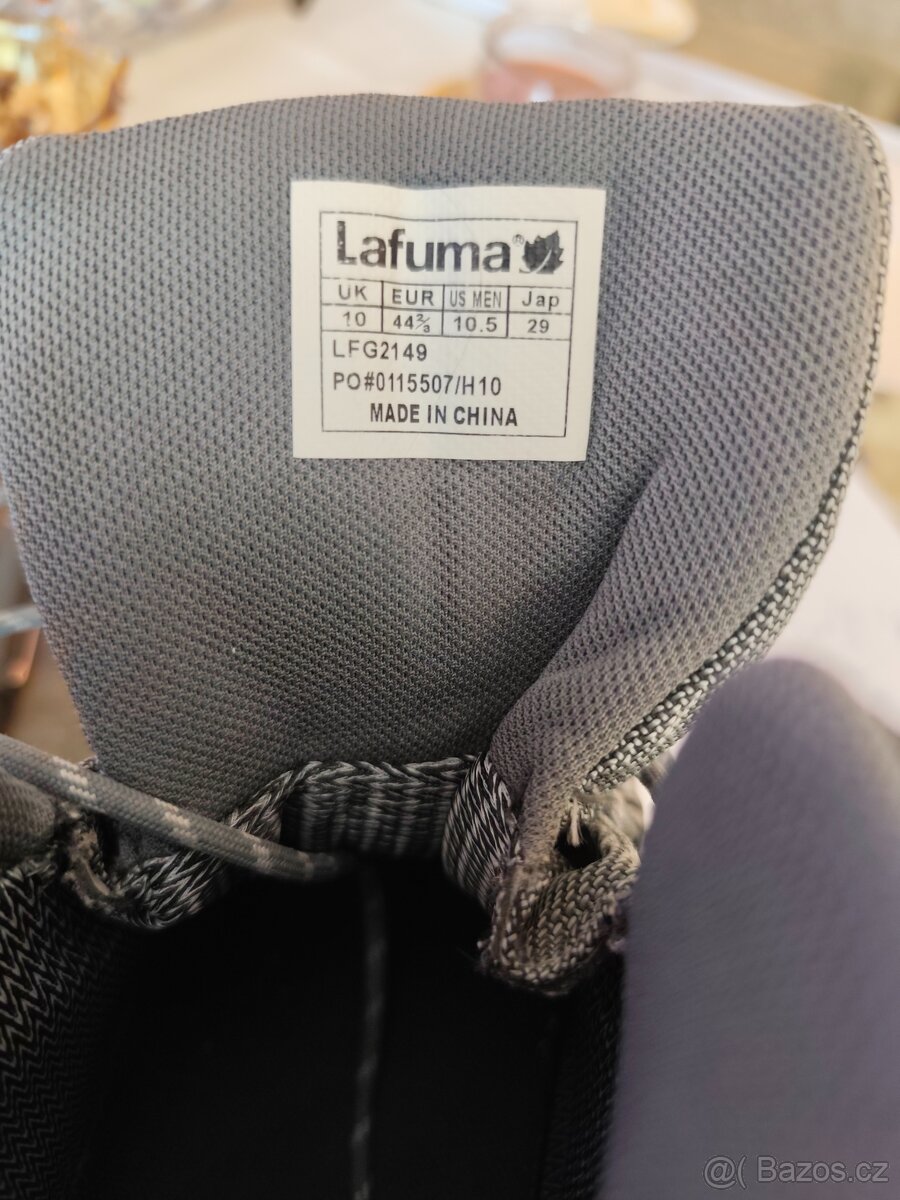 Lafuma®
UK EUR US MEN Jap
10 44⅔ 10.5 29
LFG2149
PO#0115507/H10
MADE IN CHINA
@( Bazos.cz